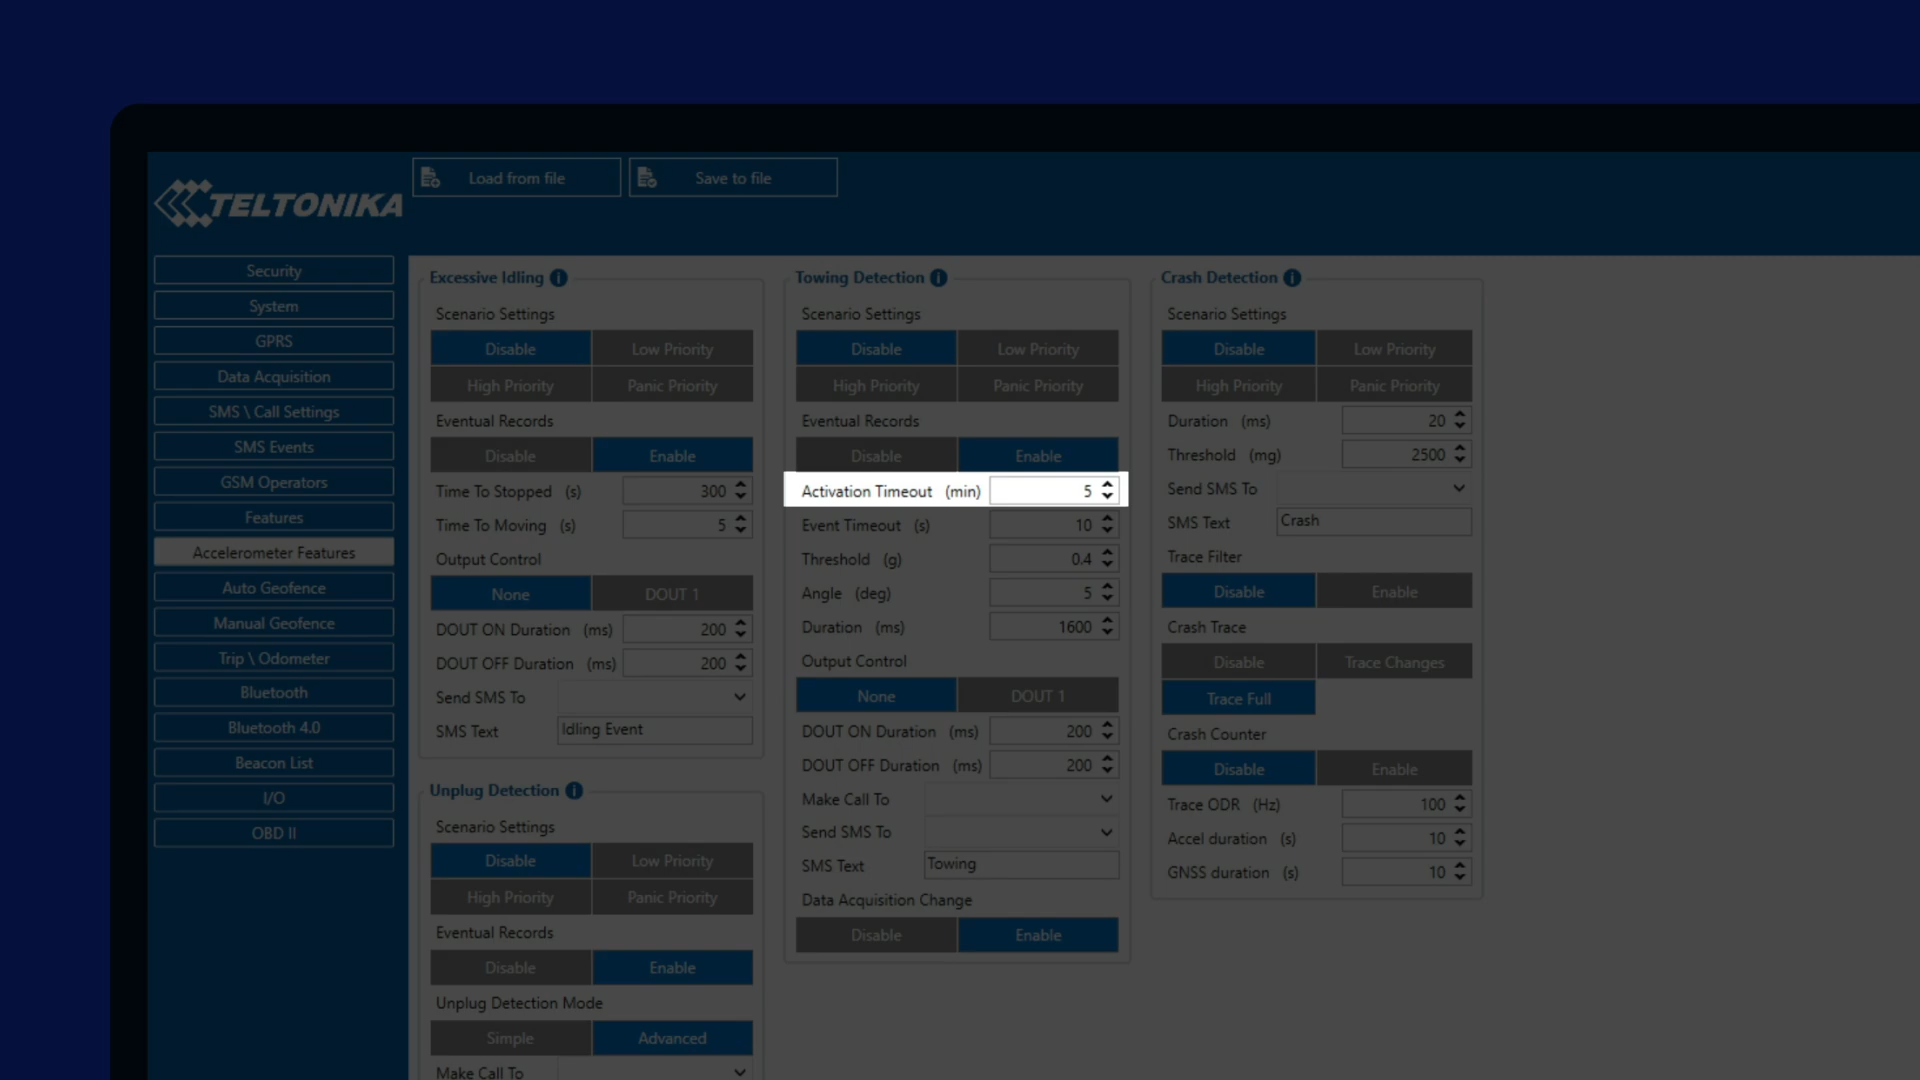 TELTONIKA
Load from file
Save to file
Security
System
GPRS
Data Acquisition
SMS \ Call Settings
SMS Events
GSM Operators
Features
Accelerometer Features
Auto Geofence
Manual Geofence
Trip \ Odometer
Bluetooth
Bluetooth 4.0
Beacon List
I/O
OBD II
Excessive Idling
Scenario Settings
Disable Low Priority
High Priority Panic Priority
Eventual Records
Disable Enable
Time To Stopped (s) 300
Time To Moving (s) 5
Output Control
None DOUT 1
DOUT ON Duration (ms) 200
DOUT OFF Duration (ms) 200
Send SMS To
SMS Text Idling Event
Unplug Detection
Scenario Settings
Disable Low Priority
High Priority Panic Priority
Eventual Records
Disable Enable
Unplug Detection Mode
Simple Advanced
Make Call To
Towing Detection
Scenario Settings
Disable Low Priority
High Priority Panic Priority
Eventual Records
Disable Enable
Activation Timeout (min) 5
Event Timeout (s) 10
Threshold (g) 0.4
Angle (deg) 5
Duration (ms) 1600
Output Control
None DOUT 1
DOUT ON Duration (ms) 200
DOUT OFF Duration (ms) 200
Make Call To
Send SMS To
SMS Text Towing
Data Acquisition Change
Disable Enable
Crash Detection
Scenario Settings
Disable Low Priority
High Priority Panic Priority
Duration (ms) 20
Threshold (mg) 2500
Send SMS To
SMS Text Crash
Trace Filter
Disable Enable
Crash Trace
Disable Trace Changes
Trace Full
Crash Counter
Disable Enable
Trace ODR (Hz) 100
Accel duration (s) 10
GNSS duration (s) 10